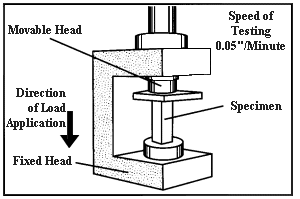 Movable Head
Speed of
Testing
0.05"/Minute
Direction
of Load
Application
Specimen
Fixed Head